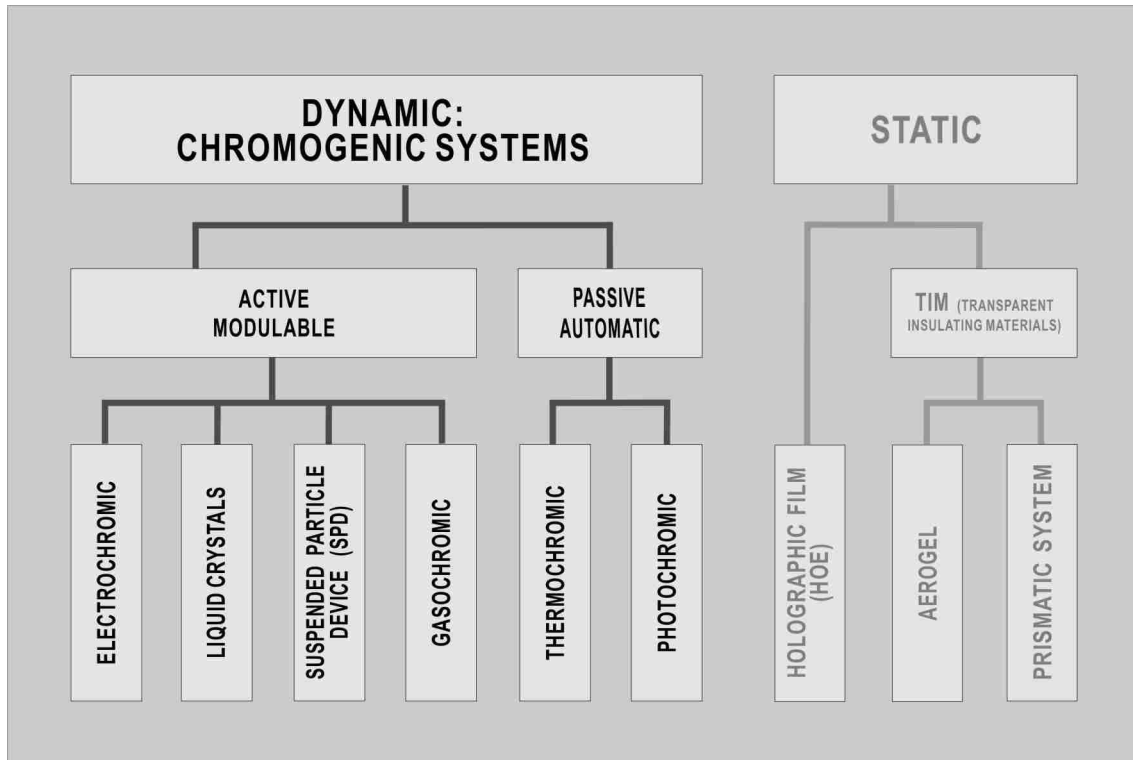 DYNAMIC:
CHROMOGENIC SYSTEMS
STATIC
ACTIVE
MODULABLE
PASSIVE
AUTOMATIC
TIM (TRANSPARENT
INSULATING MATERIALS)
ELECTROCHROMIC
LIQUID CRYSTALS
SUSPENDED PARTICLE
DEVICE (SPD)
GASOCHROMIC
THERMOCHROMIC
PHOTOCHROMIC
HOLOGRAPHIC FILM
(HOE)
AEROGEL
PRISMATIC SYSTEM